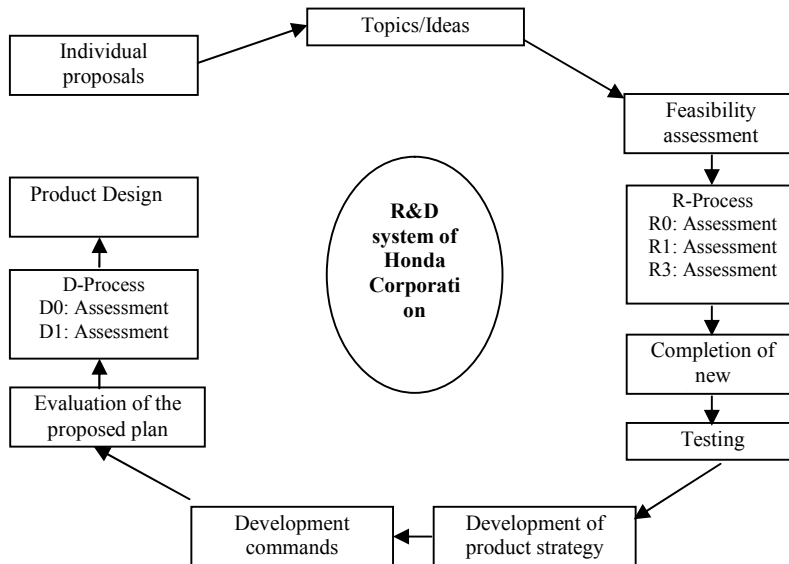 Topics/Ideas
Individual
proposals
Feasibility
assessment
Product Design
R&D
system of
Honda
Corporati
on
R-Process
R0: Assessment
R1: Assessment
R3: Assessment
D-Process
D0: Assessment
D1: Assessment
Completion of
new
Evaluation of the
proposed plan
Testing
Development
commands
Development of
product strategy